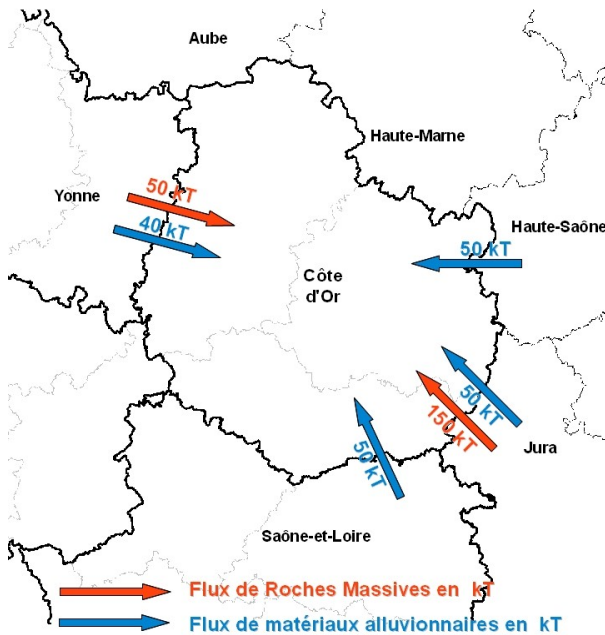 Aube
Haute-Marne
Yonne
50 kT
40 kT
Haute-Saône
50 kT
Côte
d'Or
50 kT
150 kT
50 kT
Jura
Saône-et-Loire
Flux de Roches Massives en kT
Flux de matériaux alluvionnaires en kT